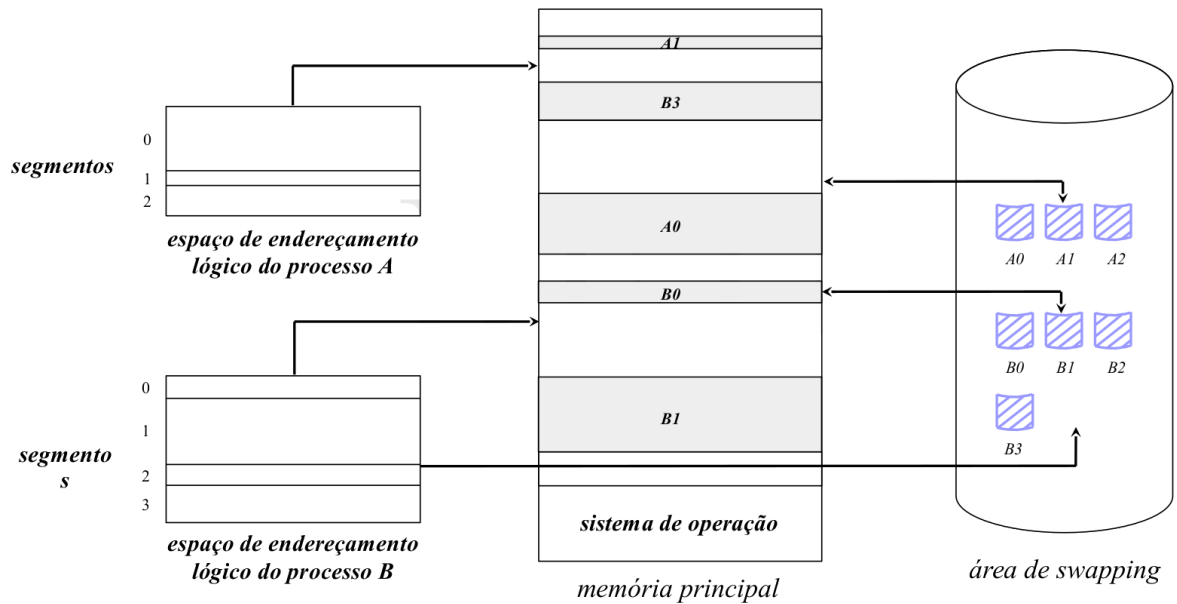 A1
B3
0
segmentos
1
2
espaço de endereçamento
lógico do processo A
A0
A0 A1 A2
B0
B0 B1 B2
0
1
B1
segmento
s
2
3
B3
sistema de operação
espaço de endereçamento
lógico do processo B
memória principal
área de swapping